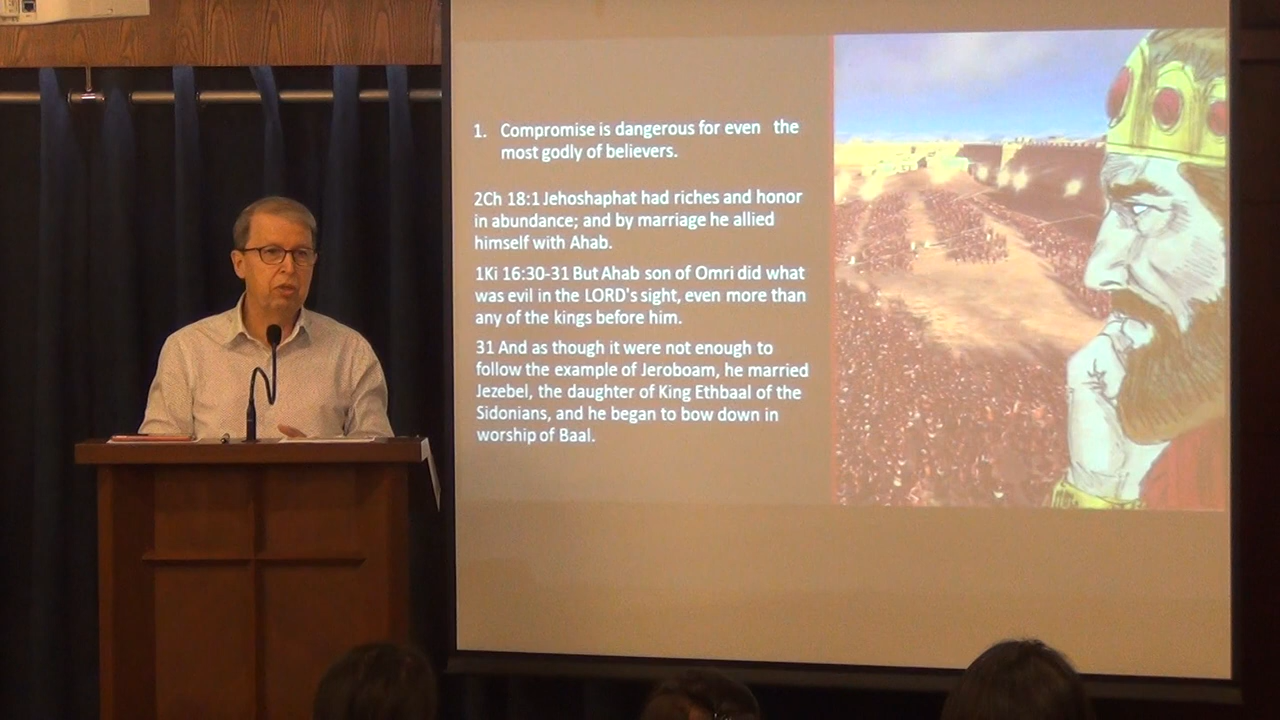 1. Compromise is dangerous for even the
most godly of believers.
2Ch 18:1 Jehoshaphat had riches and honor
in abundance; and by marriage he allied
himself with Ahab.
1Ki 16:30-31 But Ahab son of Omri did what
was evil in the LORD's sight, even more than
any of the kings before him.
31 And as though it were not enough to
follow the example of Jeroboam, he married
Jezebel, the daughter of King Ethbaal of the
Sidonians, and he began to bow down in
worship of Baal.